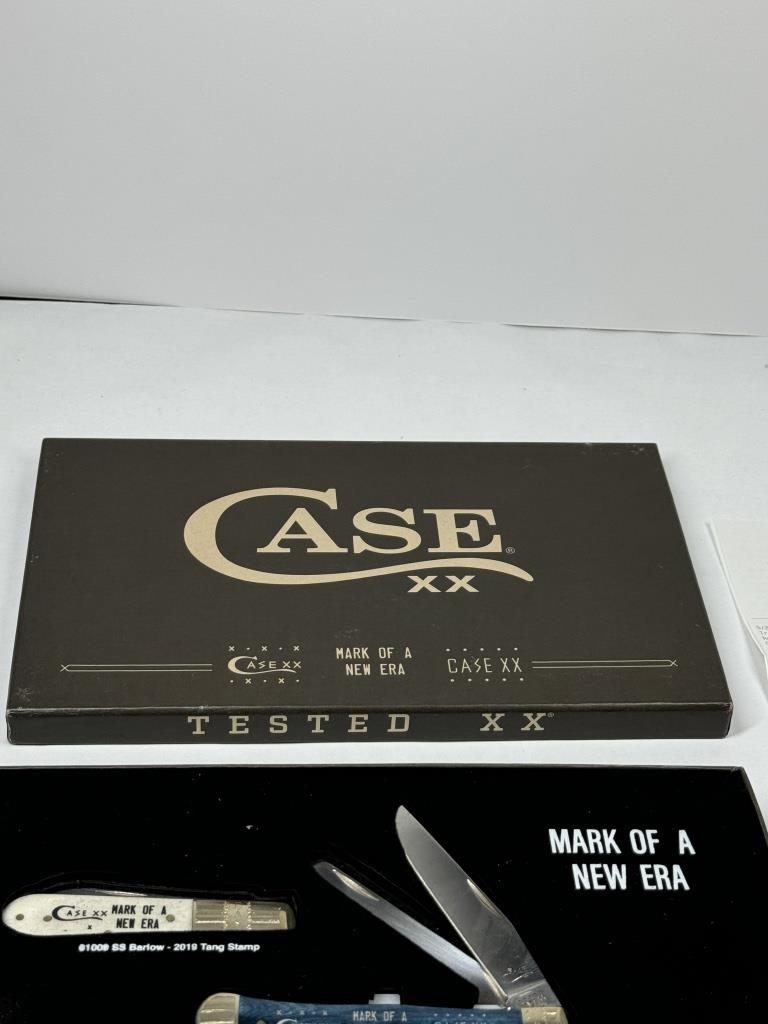 CASE®
XX
CASE XX
MARK OF A
NEW ERA
CASE XX
TESTED XX®
MARK OF A
NEW ERA
CASE XX
MARK OF A
NEW ERA
61009 SS Barlow - 2019 Tang Stamp
MARK OF A